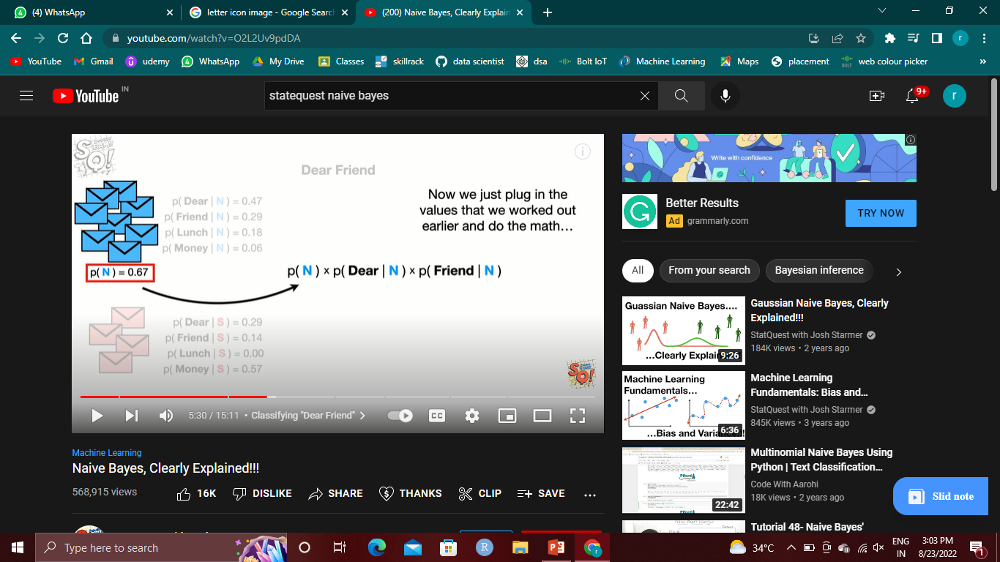 (4) WhatsApp
letter icon image - Google Search
(200) Naive Bayes, Clearly Explain
youtube.com/watch?v=O2L2Uv9pdDA
r
YouTube
Gmail
udemy
WhatsApp
My Drive
Classes
skillrack
data scientist
dsa
Bolt IoT
Machine Learning
Maps
placement
BOLT
web colour picker
»
YouTube IN
statequest naive bayes
9+
r
SQ!
Dear Friend
p( Dear | N ) = 0.47
p( Friend | N ) = 0.29
p( Lunch | N ) = 0.18
p( Money | N ) = 0.06
Now we just plug in the
values that we worked out
earlier and do the math…
p( N ) = 0.67
p( N ) × p( Dear | N ) × p( Friend | N )
p( Dear | S ) = 0.29
p( Friend | S ) = 0.14
p( Lunch | S ) = 0.00
p( Money | S ) = 0.57
SQ!
5:30 / 15:11 • Classifying "Dear Friend"
CC
Machine Learning
Naive Bayes, Clearly Explained!!!
568,915 views
16K
DISLIKE
SHARE
THANKS
CLIP
SAVE
Write with confidence
Better Results
Ad grammarly.com
TRY NOW
All
From your search
Bayesian inference
Guassian Naive Bayes….
…Clearly Explain
9:26
Gaussian Naive Bayes, Clearly
Explained!!!
StatQuest with Josh Starmer
184K views • 2 years ago
Machine Learning
Fundamentals…
…Bias and Variance!!!
6:36
Machine Learning
Fundamentals: Bias and…
StatQuest with Josh Starmer
845K views • 3 years ago
22:42
Multinomial Naive Bayes Using
Python | Text Classification…
Code With Aarohi
18K views • 2 years ago
Slid note
Tutorial 48- Naive Bayes'
Type here to search
R
34°C
ENG
IN
3:03 PM
8/23/2022
1